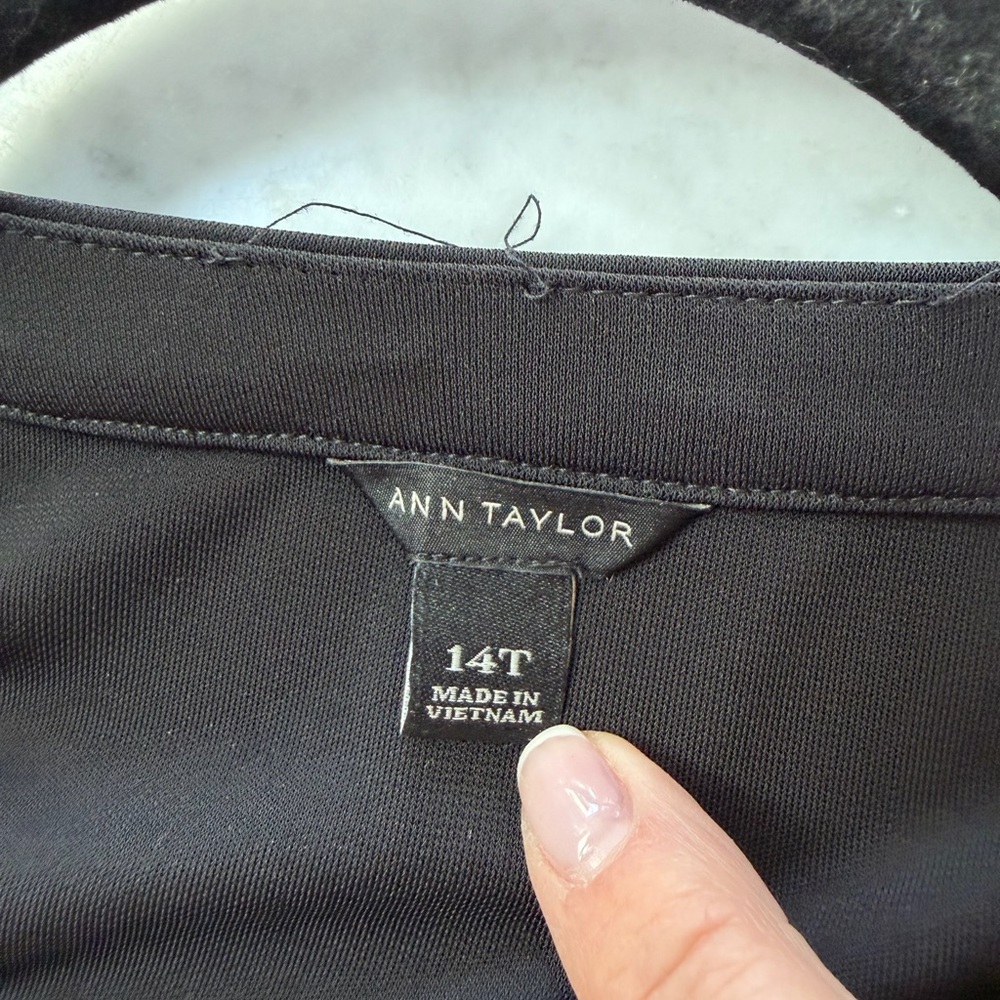 ANN TAYLOR
14T
MADE IN
VIETNAM